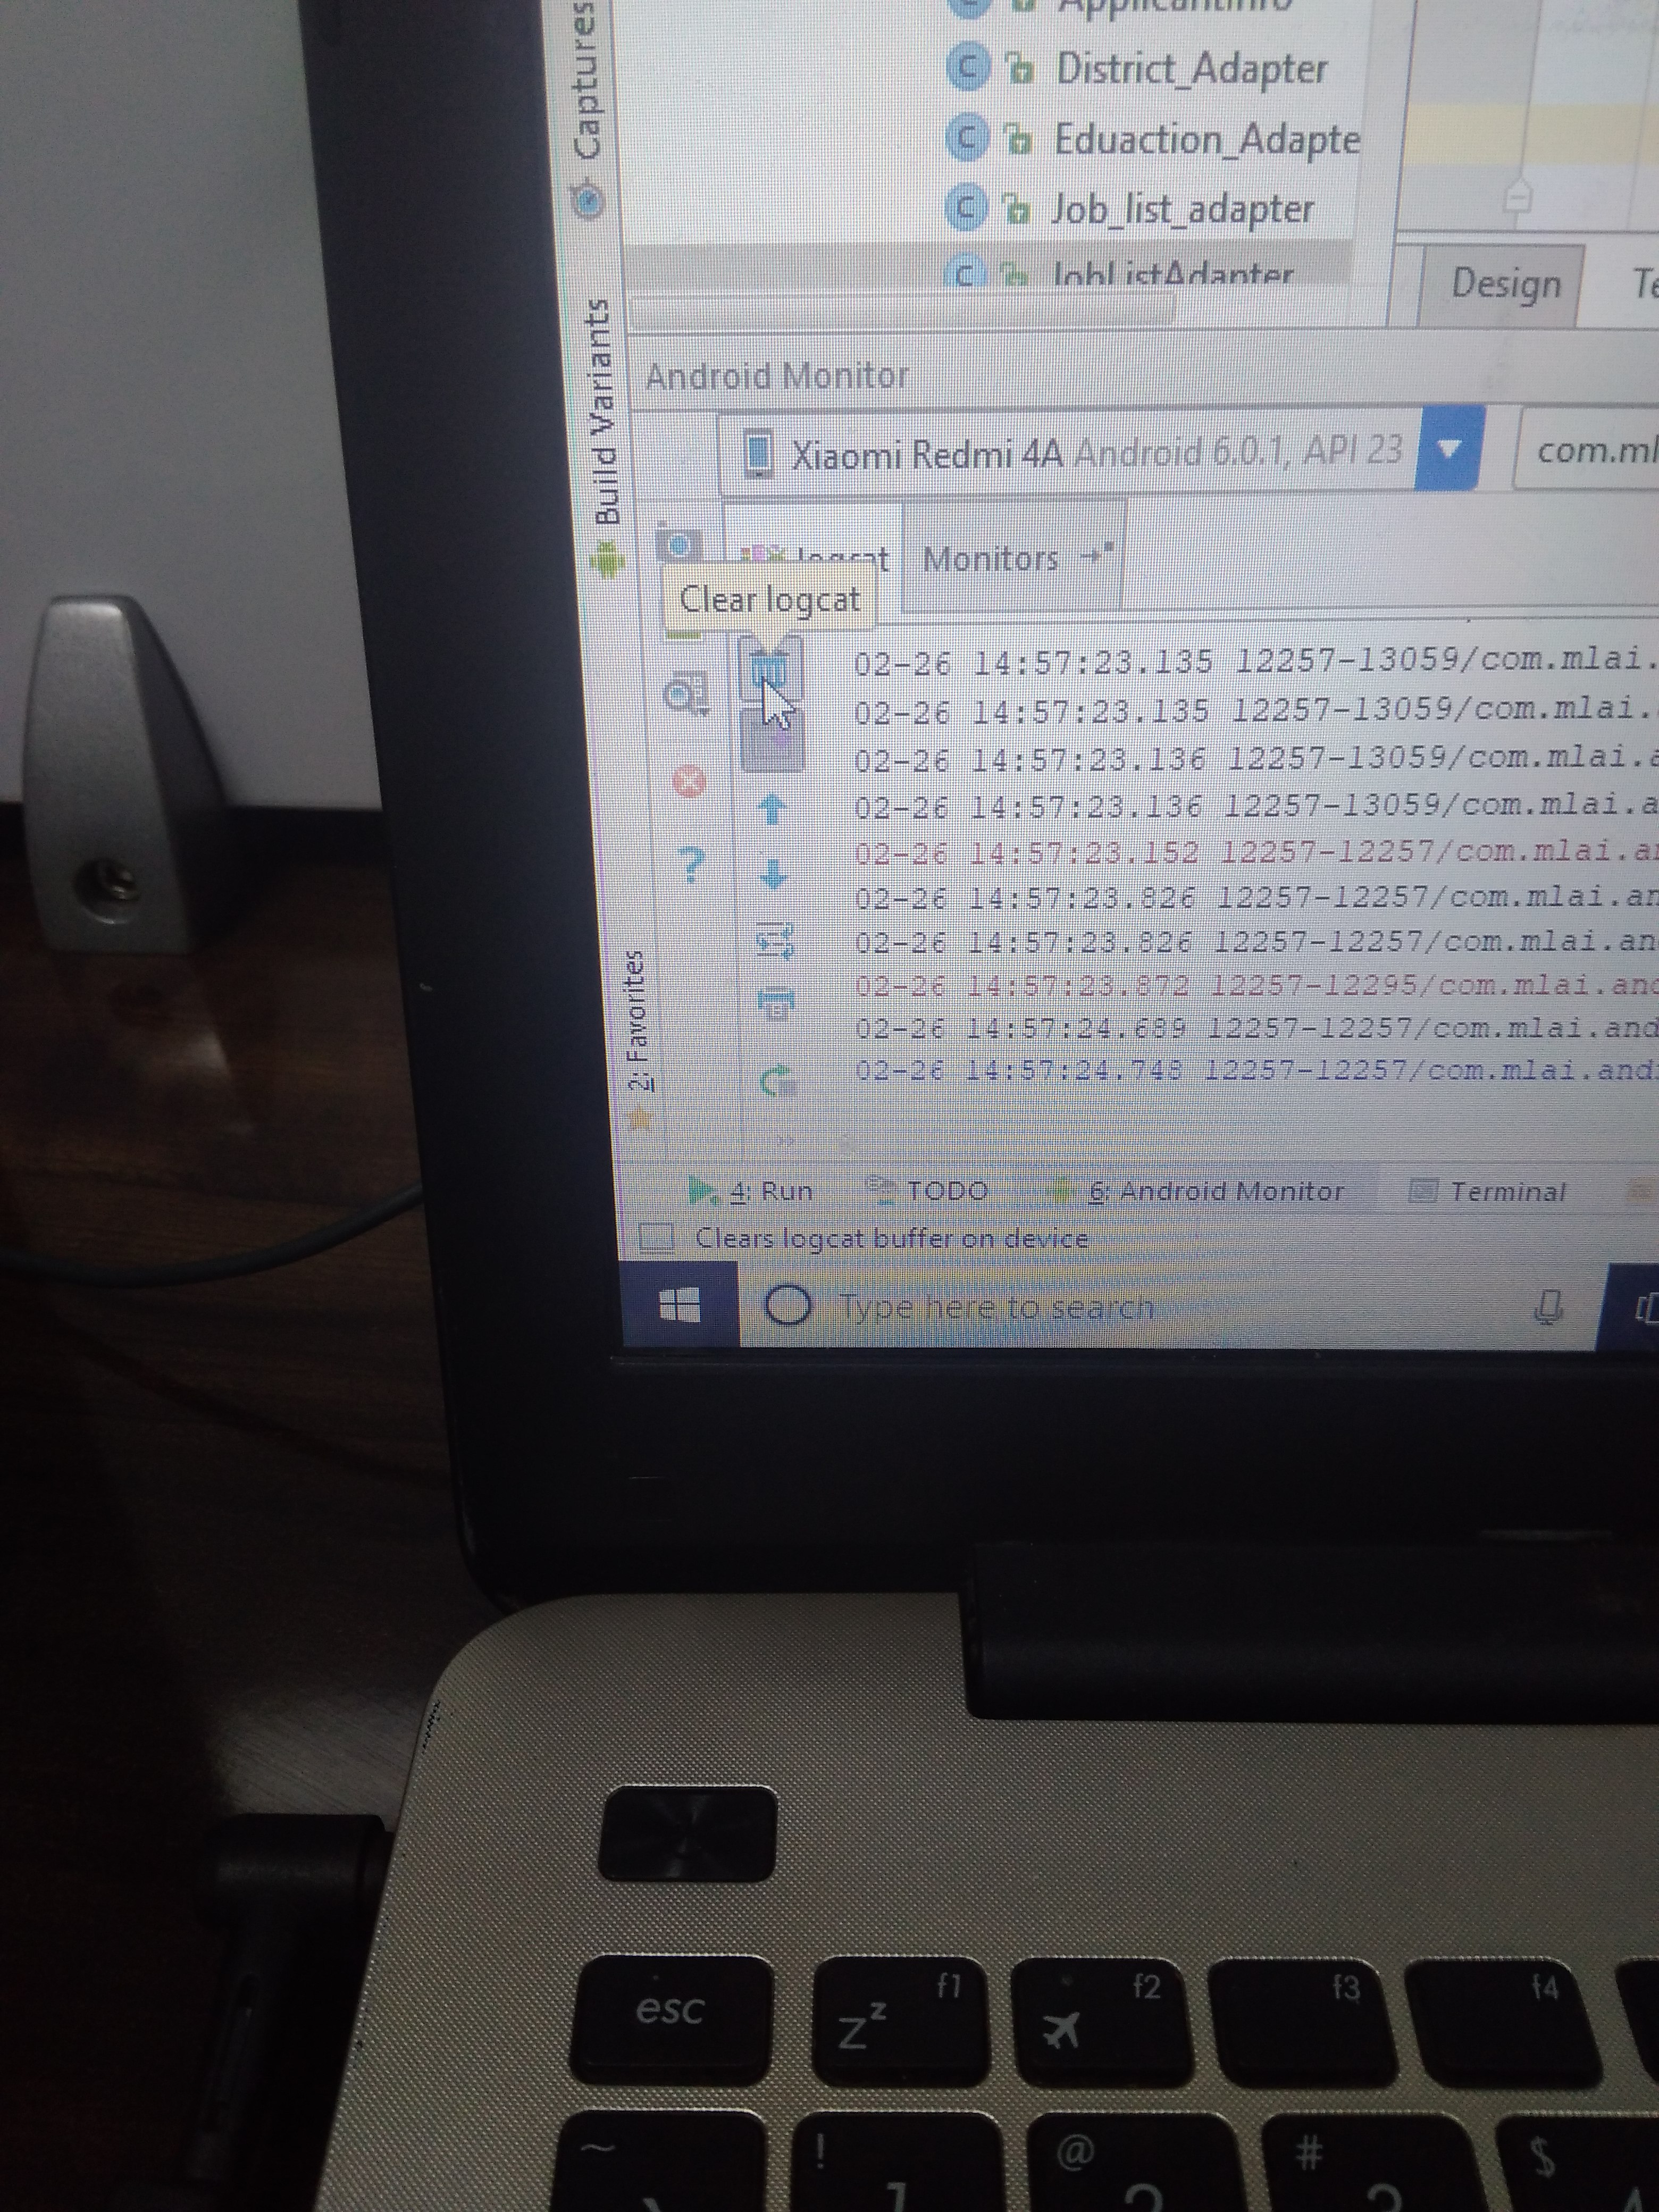 Captures
Build Variants
2: Favorites
District_Adapter
Eduaction_Adapte
Job_list_adapter
JobListAdapter
Design
Android Monitor
Xiaomi Redmi 4A Android 6.0.1, API 23
com.ml
logcat
Monitors
Clear logcat
02-26 14:57:23.135 12257-13059/com.mlai.
02-26 14:57:23.135 12257-13059/com.mlai.
02-26 14:57:23.136 12257-13059/com.mlai.a
02-26 14:57:23.136 12257-13059/com.mlai.a
02-26 14:57:23.152 12257-12257/com.mlai.a
02-26 14:57:23.826 12257-12257/com.mlai.an
02-26 14:57:23.826 12257-12257/com.mlai.an
02-26 14:57:23.872 12257-12295/com.mlai.and
02-26 14:57:24.689 12257-12257/com.mlai.and
02-26 14:57:24.748 12257-12257/com.mlai.and
4: Run TODO 6: Android Monitor Terminal
Clears logcat buffer on device
Type here to search
esc f1 f2 f3 f4
z z
~ ! @ # $